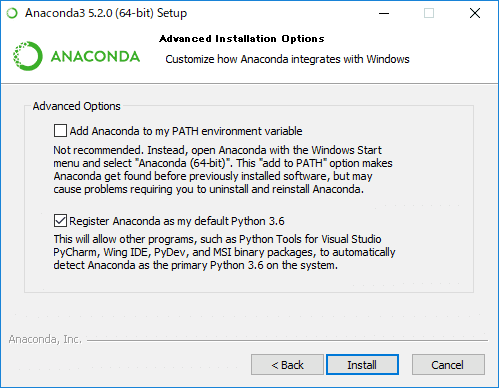 Anaconda3 5.2.0 (64-bit) Setup
ANACONDA
Advanced Installation Options
Customize how Anaconda integrates with Windows
Advanced Options
Add Anaconda to my PATH environment variable
Not recommended. Instead, open Anaconda with the Windows Start
menu and select "Anaconda (64-bit)". This "add to PATH" option makes
Anaconda get found before previously installed software, but may
cause problems requiring you to uninstall and reinstall Anaconda.
Register Anaconda as my default Python 3.6
This will allow other programs, such as Python Tools for Visual Studio
PyCharm, Wing IDE, PyDev, and MSI binary packages, to automatically
detect Anaconda as the primary Python 3.6 on the system.
Anaconda, Inc.
< Back
Install
Cancel